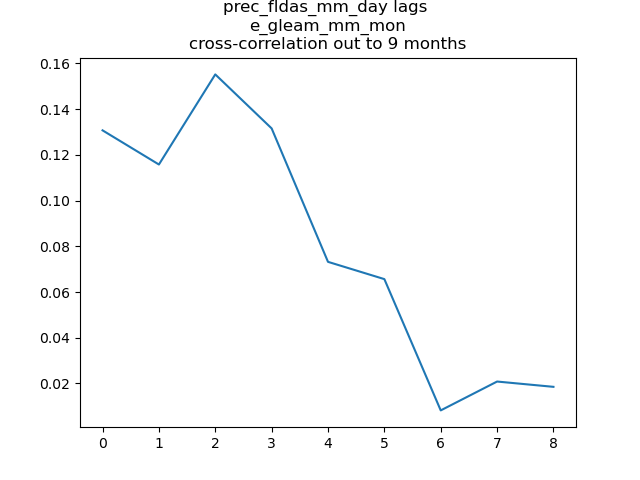 prec_fldas_mm_day lags
e_gleam_mm_mon
cross-correlation out to 9 months
0.16
0.14
0.12
0.10
0.08
0.06
0.04
0.02
0 1 2 3 4 5 6 7 8